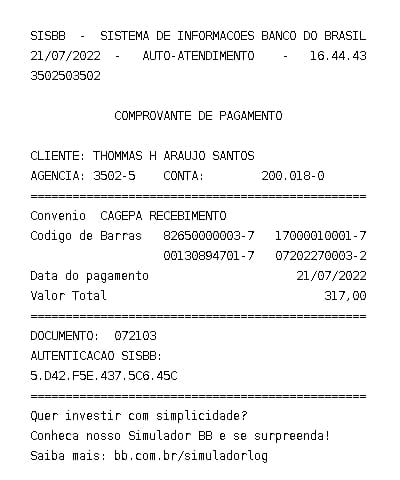 SISBB - SISTEMA DE INFORMACOES BANCO DO BRASIL
21/07/2022 - AUTO-ATENDIMENTO - 16.44.43
3502503502
COMPROVANTE DE PAGAMENTO
CLIENTE: THOMMAS H ARAUJO SANTOS
AGENCIA: 3502-5 CONTA: 200.018-0
================================================
Convenio CAGEPA RECEBIMENTO
Codigo de Barras 82650000003-7 17000010001-7
00130894701-7 07202270003-2
Data do pagamento 21/07/2022
Valor Total 317,00
================================================
DOCUMENTO: 072103
AUTENTICACAO SISBB:
5.D42.F5E.437.5C6.45C
================================================
Quer investir com simplicidade?
Conheca nosso Simulador BB e se surpreenda!
Saiba mais: bb.com.br/simuladorlog